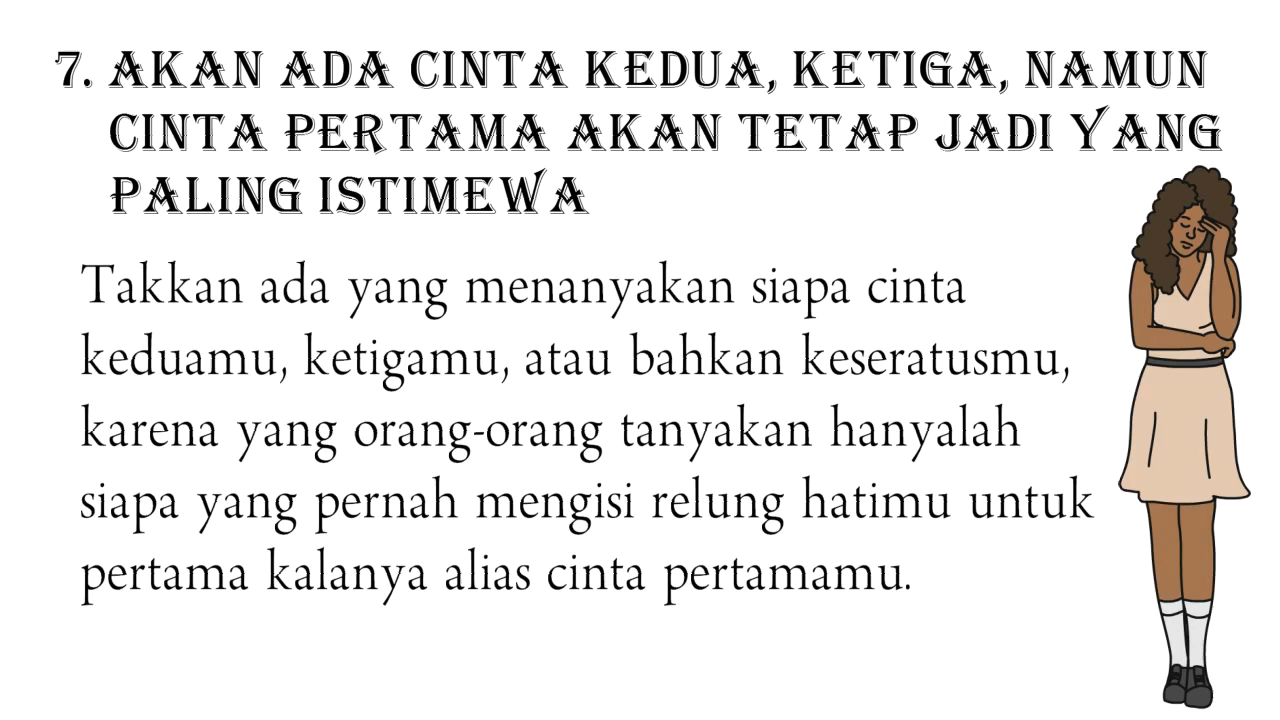 7. AKAN ADA CINTA KEDUA, KETIGA, NAMUN
CINTA PERTAMA AKAN TETAP JADI YANG
PALING ISTIMEWA
Takkan ada yang menanyakan siapa cinta
keduamu, ketigamu, atau bahkan keseratusmu,
karena yang orang-orang tanyakan hanyalah
siapa yang pernah mengisi relung hatimu untuk
pertama kalanya alias cinta pertamamu.